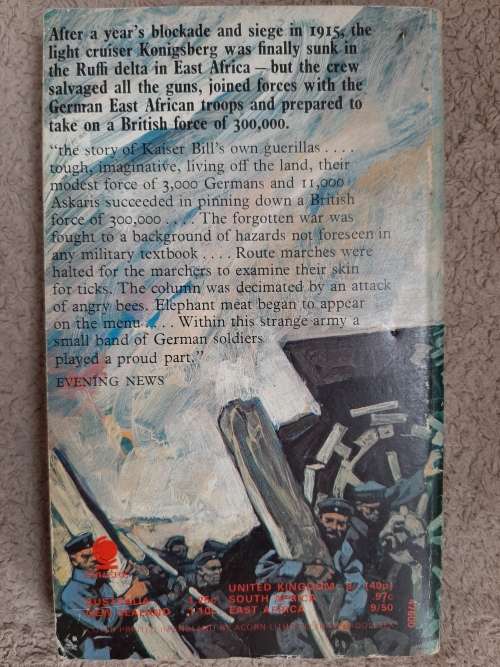 After a year's blockade and siege in 1915, the
light cruiser Konigsberg was finally sunk in
the Ruffi delta in East Africa — but the crew
salvaged all the guns, joined forces with the
German East African troops and prepared to
take on a British force of 300,000.
"the story of Kaiser Bill's own guerillas . . . .
tough, imaginative, living off the land, their
modest force of 3,000 Germans and 11,000
Askaris succeeded in pinning down a British
force of 300,000 . . . . The forgotten war was
fought to a background of hazards not foreseen in
any military textbook . . . . Route marches were
halted for the marchers to examine their skin
for ticks. The column was decimated by an attack
of angry bees. Elephant meat began to appear
on the menu . . . . Within this strange army a
small band of German soldiers
played a proud part."
EVENING NEWS
UNITED KINGDOM (40p)
AUSTRALIA SOUTH AFRICA 97c
NEW ZEALAND EAST AFRICA 9/50